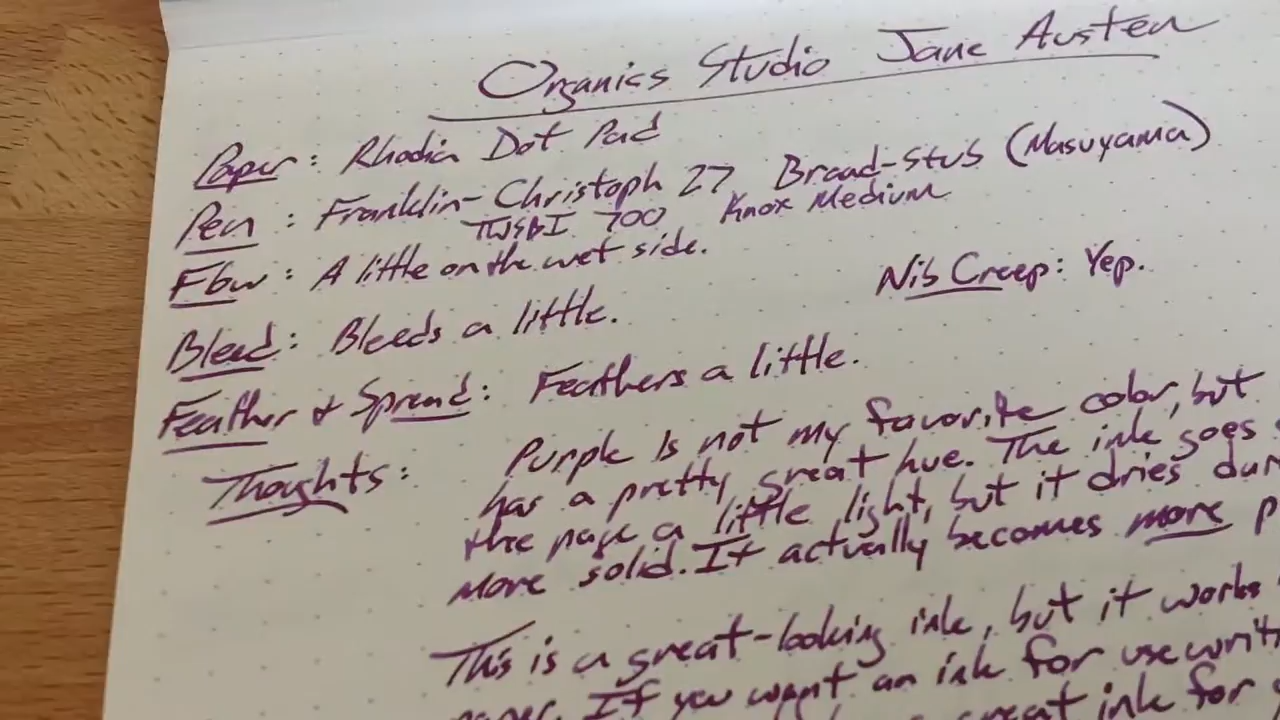 Organics Studio Jane Austen
Paper: Rhodia Dot Pad
Pen: Franklin-Christoph 27 Broad-Stub (Masuyama)
TWSBI 700 Knox Medium
Flow: A little on the wet side.
Nib Creep: Yep.
Bleed: Bleeds a little.
Feather & Spread: Feathers a little.
Thoughts: Purple is not my favorite color, but
has a pretty great hue. The ink goes
the page a little light, but it dries
more solid. It actually becomes more
This is a great-looking ink, but it works
paper. If you want an ink for use
great ink for